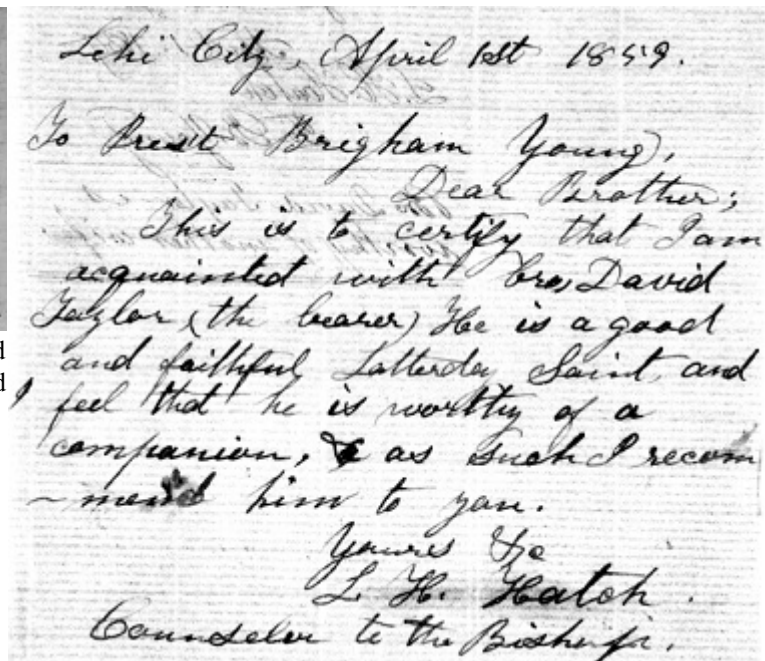 Lehi City, April 1st 1859.
To Prest Brigham Young,
Dear Brother;
This is to certify that I am
acquainted with bro, David
Taylor, (the bearer) He is a good
and faithful Latterday Saint, and
I feel that he is worthy of a
companion, & as such I recom
- mend him to you.
Youres &c
L. H. Hatch.
Counselor to the Bishop.
d
d